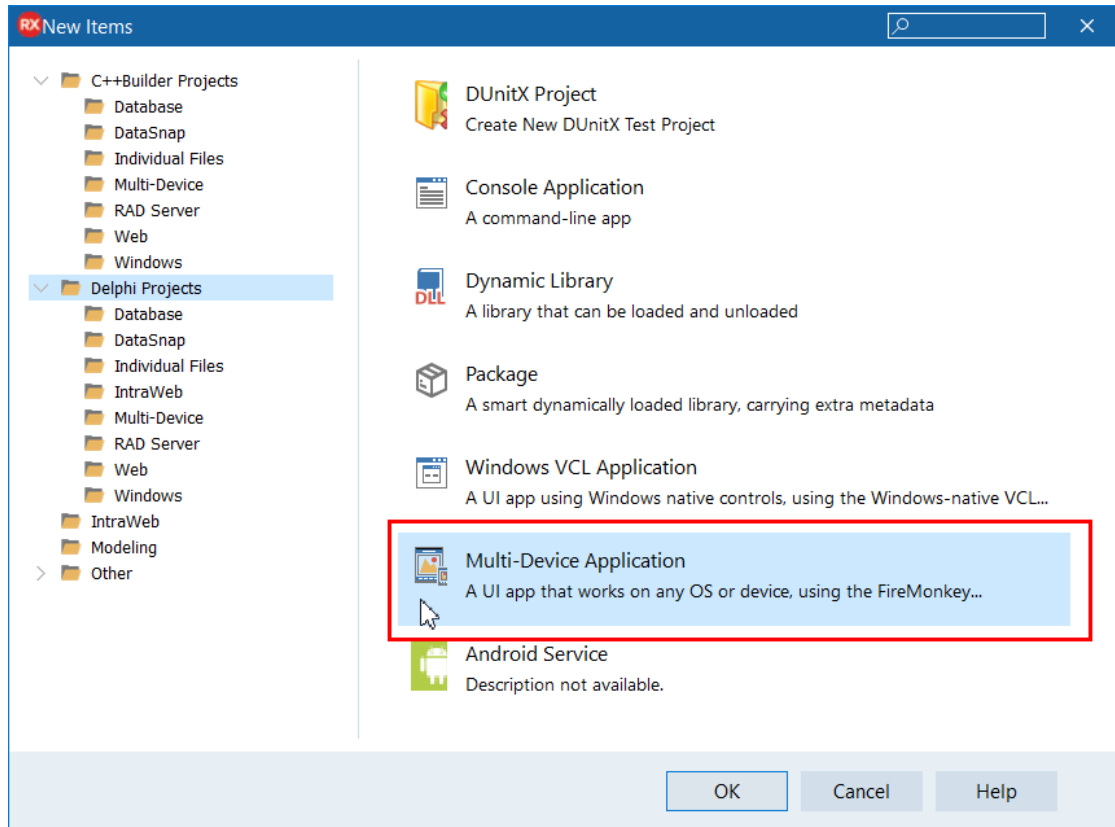 RX New Items
C++Builder Projects
Database
DataSnap
Individual Files
Multi-Device
RAD Server
Web
Windows
Delphi Projects
Database
DataSnap
Individual Files
IntraWeb
Multi-Device
RAD Server
Web
Windows
IntraWeb
Modeling
Other
DUnitX Project
Create New DUnitX Test Project
Console Application
A command-line app
DLL
Dynamic Library
A library that can be loaded and unloaded
Package
A smart dynamically loaded library, carrying extra metadata
Windows VCL Application
A UI app using Windows native controls, using the Windows-native VCL...
Multi-Device Application
A UI app that works on any OS or device, using the FireMonkey...
Android Service
Description not available.
OK Cancel Help